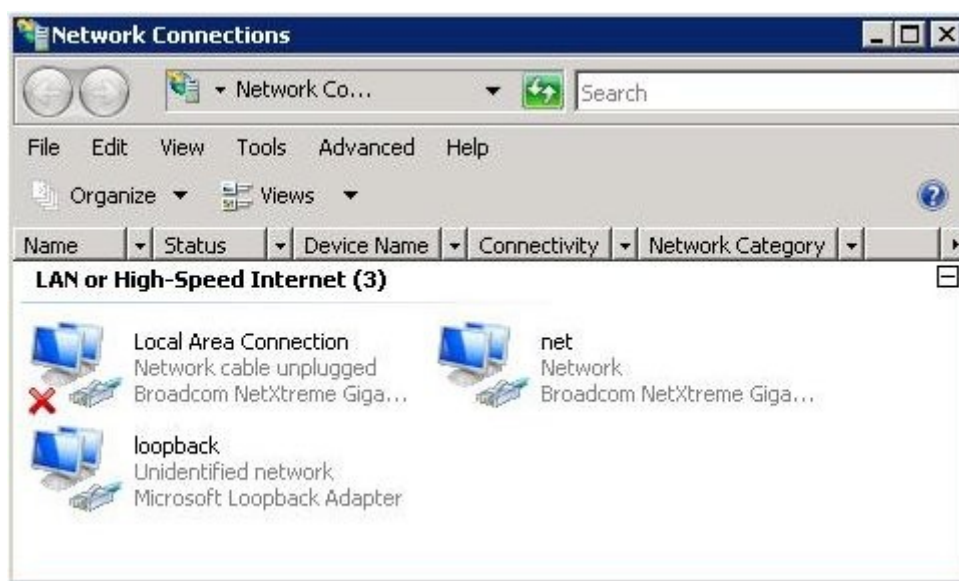 Network Connections
Network Co...
Search
File Edit View Tools Advanced Help
Organize Views
Name Status Device Name Connectivity Network Category
LAN or High-Speed Internet (3)
Local Area Connection
Network cable unplugged
Broadcom NetXtreme Giga...
net
Network
Broadcom NetXtreme Giga...
loopback
Unidentified network
Microsoft Loopback Adapter